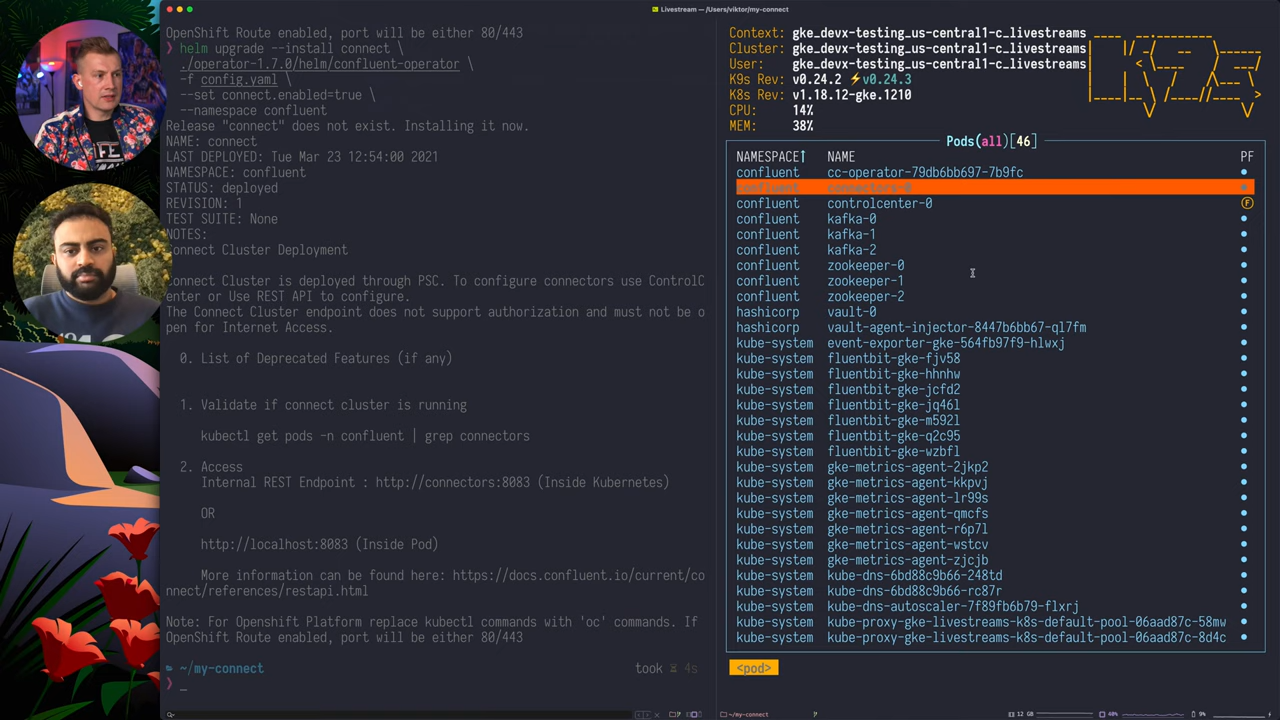 Livestream — /Users/viktor/my-connect
OpenShift Route enabled, port will be either 80/443
❯ helm upgrade --install connect \
./operator-1.7.0/helm/confluent-operator \
-f config.yaml \
--set connect.enabled=true \
--namespace confluent
Release "connect" does not exist. Installing it now.
NAME: connect
LAST DEPLOYED: Tue Mar 23 12:54:00 2021
NAMESPACE: confluent
STATUS: deployed
REVISION: 1
TEST SUITE: None
NOTES:
Connect Cluster Deployment
Connect Cluster is deployed through PSC. To configure connectors use ControlC
enter or Use REST API to configure.
The Connect Cluster endpoint does not support authorization and must not be o
pen for Internet Access.
0. List of Deprecated Features (if any)
1. Validate if connect cluster is running
kubectl get pods -n confluent | grep connectors
2. Access
Internal REST Endpoint : http://connectors:8083 (Inside Kubernetes)
OR
http://localhost:8083 (Inside Pod)
More information can be found here: https://docs.confluent.io/current/co
nnect/references/restapi.html
Note: For OpenShift Platform replace kubectl commands with 'oc' commands. If
OpenShift Route enabled, port will be either 80/443
~/my-connect took 4s
❯ _
Context: gke_devx-testing_us-central1-c_livestreams
Cluster: gke_devx-testing_us-central1-c_livestreams
User: gke_devx-testing_us-central1-c_livestreams
K9s Rev: v0.24.2 ⚡v0.24.3
K8s Rev: v1.18.12-gke.1210
CPU: 14%
MEM: 38%
Pods(all)[46]
NAMESPACE↑ NAME PF
confluent cc-operator-79db6bb697-7b9fc ●
confluent connectors-0 ●
confluent controlcenter-0 Ⓕ
confluent kafka-0 ●
confluent kafka-1 ●
confluent kafka-2 ●
confluent zookeeper-0 ●
confluent zookeeper-1 ●
confluent zookeeper-2 ●
hashicorp vault-0 ●
hashicorp vault-agent-injector-8447b6bb67-ql7fm ●
kube-system event-exporter-gke-564fb97f9-hlwxj ●
kube-system fluentbit-gke-fjv58 ●
kube-system fluentbit-gke-hhnhw ●
kube-system fluentbit-gke-jcfd2 ●
kube-system fluentbit-gke-jq46l ●
kube-system fluentbit-gke-m592l ●
kube-system fluentbit-gke-q2c95 ●
kube-system fluentbit-gke-wzbfl ●
kube-system gke-metrics-agent-2jkp2 ●
kube-system gke-metrics-agent-kkpvj ●
kube-system gke-metrics-agent-lr99s ●
kube-system gke-metrics-agent-qmcfs ●
kube-system gke-metrics-agent-r6p7l ●
kube-system gke-metrics-agent-wstcv ●
kube-system gke-metrics-agent-zjcjb ●
kube-system kube-dns-6bd88c9b66-248td ●
kube-system kube-dns-6bd88c9b66-rc87r ●
kube-system kube-dns-autoscaler-7f89fb6b79-flxrj ●
kube-system kube-proxy-gke-livestreams-k8s-default-pool-06aad87c-58mw ●
kube-system kube-proxy-gke-livestreams-k8s-default-pool-06aad87c-8d4c ●
<pod>
~/my-connect
12 GB 40% 9%